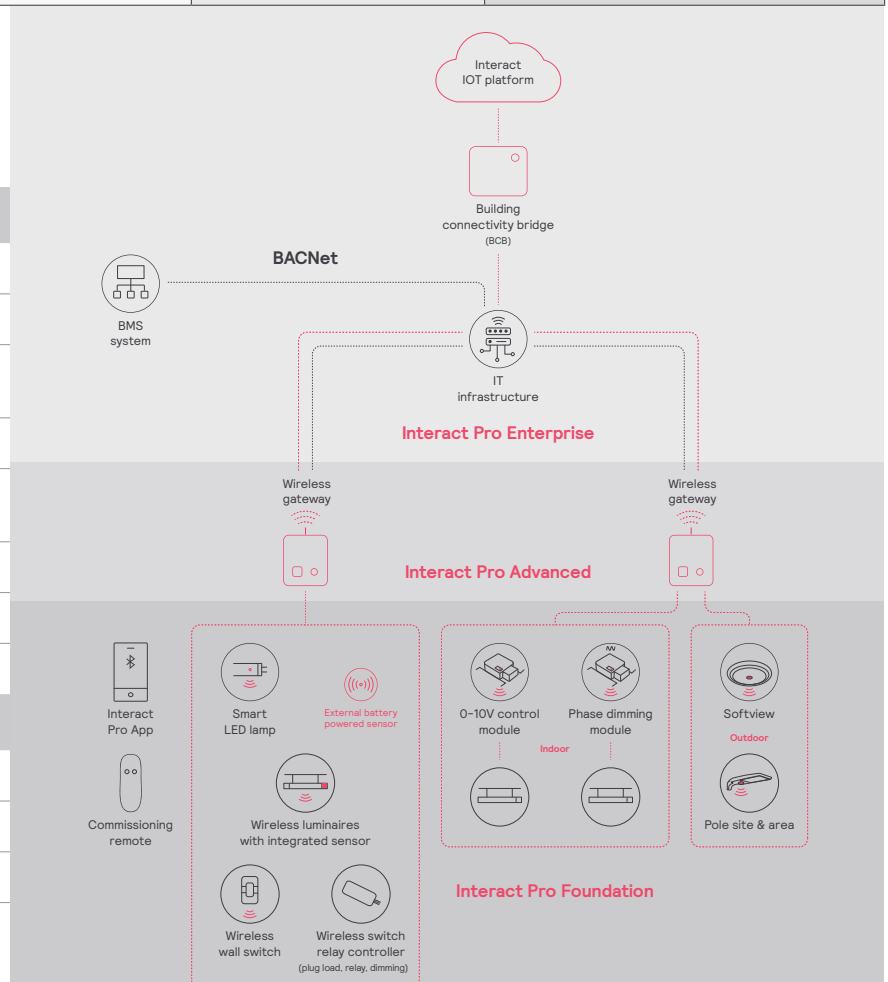 Interact
IOT platform
Building
connectivity bridge
(BCB)
BACNet
BMS
system
IT
infrastructure
Interact Pro Enterprise
Wireless
gateway
Wireless
gateway
Interact Pro Advanced
Interact
Pro App
Smart
LED lamp
External battery
powered sensor
0-10V control
module
Phase dimming
module
Indoor
Softview
Outdoor
Commissioning
remote
Wireless luminaires
with integrated sensor
Pole site & area
Interact Pro Foundation
Wireless
wall switch
Wireless switch
relay controller
(plug load, relay, dimming)